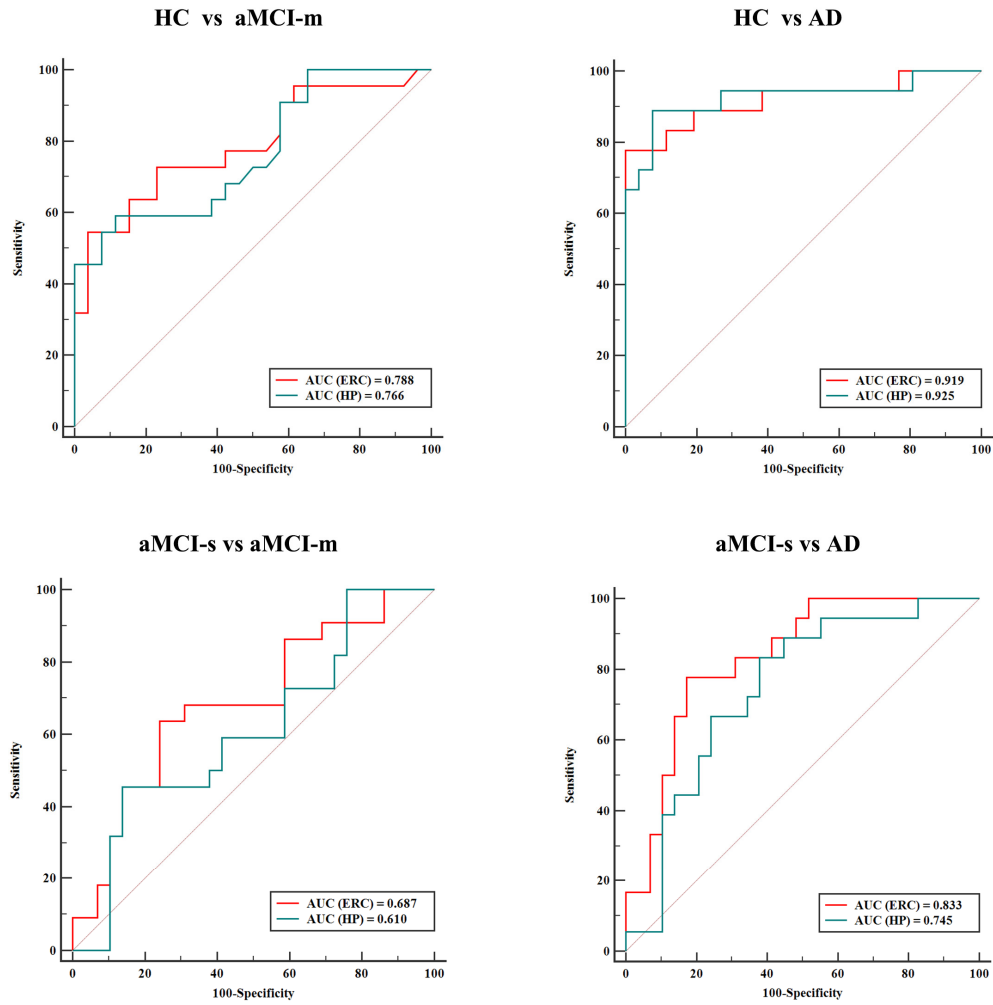 HC vs aMCI-m
100
80
60
40
20
0
Sensitivity
AUC (ERC) = 0.788
AUC (HP) = 0.766
0 20 40 60 80 100
100-Specificity
HC vs AD
100
80
60
40
20
0
Sensitivity
AUC (ERC) = 0.919
AUC (HP) = 0.925
0 20 40 60 80 100
100-Specificity
aMCI-s vs aMCI-m
100
80
60
40
20
0
Sensitivity
AUC (ERC) = 0.687
AUC (HP) = 0.610
0 20 40 60 80 100
100-Specificity
aMCI-s vs AD
100
80
60
40
20
0
Sensitivity
AUC (ERC) = 0.833
AUC (HP) = 0.745
0 20 40 60 80 100
100-Specificity